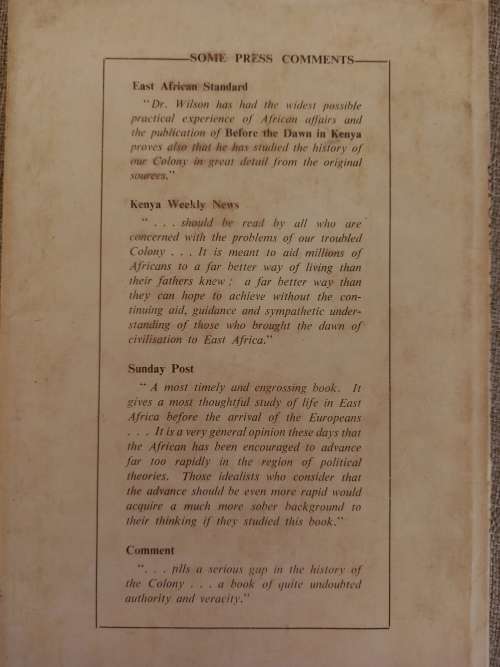 SOME PRESS COMMENTS
East African Standard
"Dr. Wilson has had the widest possible
practical experience of African affairs and
the publication of Before the Dawn in Kenya
proves also that he has studied the history of
our Colony in great detail from the original
sources."
Kenya Weekly News
" . . . should be read by all who are
concerned with the problems of our troubled
Colony . . . It is meant to aid millions of
Africans to a far better way of living than
their fathers knew ; a far better way than
they can hope to achieve without the con-
tinuing aid, guidance and sympathetic under-
standing of those who brought the dawn of
civilisation to East Africa."
Sunday Post
" A most timely and engrossing book. It
gives a most thoughtful study of life in East
Africa before the arrival of the Europeans
. . . It is a very general opinion these days that
the African has been encouraged to advance
far too rapidly in the region of political
theories. Those idealists who consider that
the advance should be even more rapid would
acquire a much more sober background to
their thinking if they studied this book."
Comment
". . . fills a serious gap in the history of
the Colony . . . a book of quite undoubted
authority and veracity."